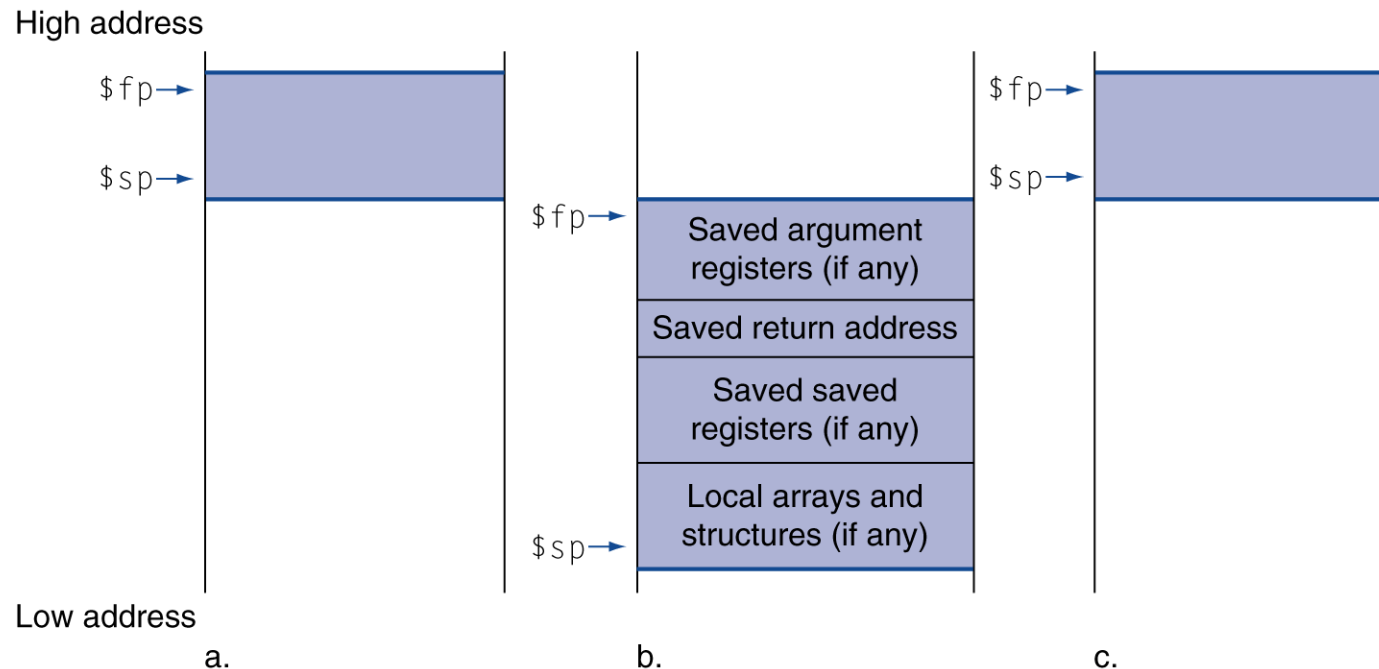 High address
$fp
$sp
$fp
Saved argument
registers (if any)
Saved return address
Saved saved
registers (if any)
Local arrays and
structures (if any)
$sp
$fp
$sp
Low address
a.
b.
c.